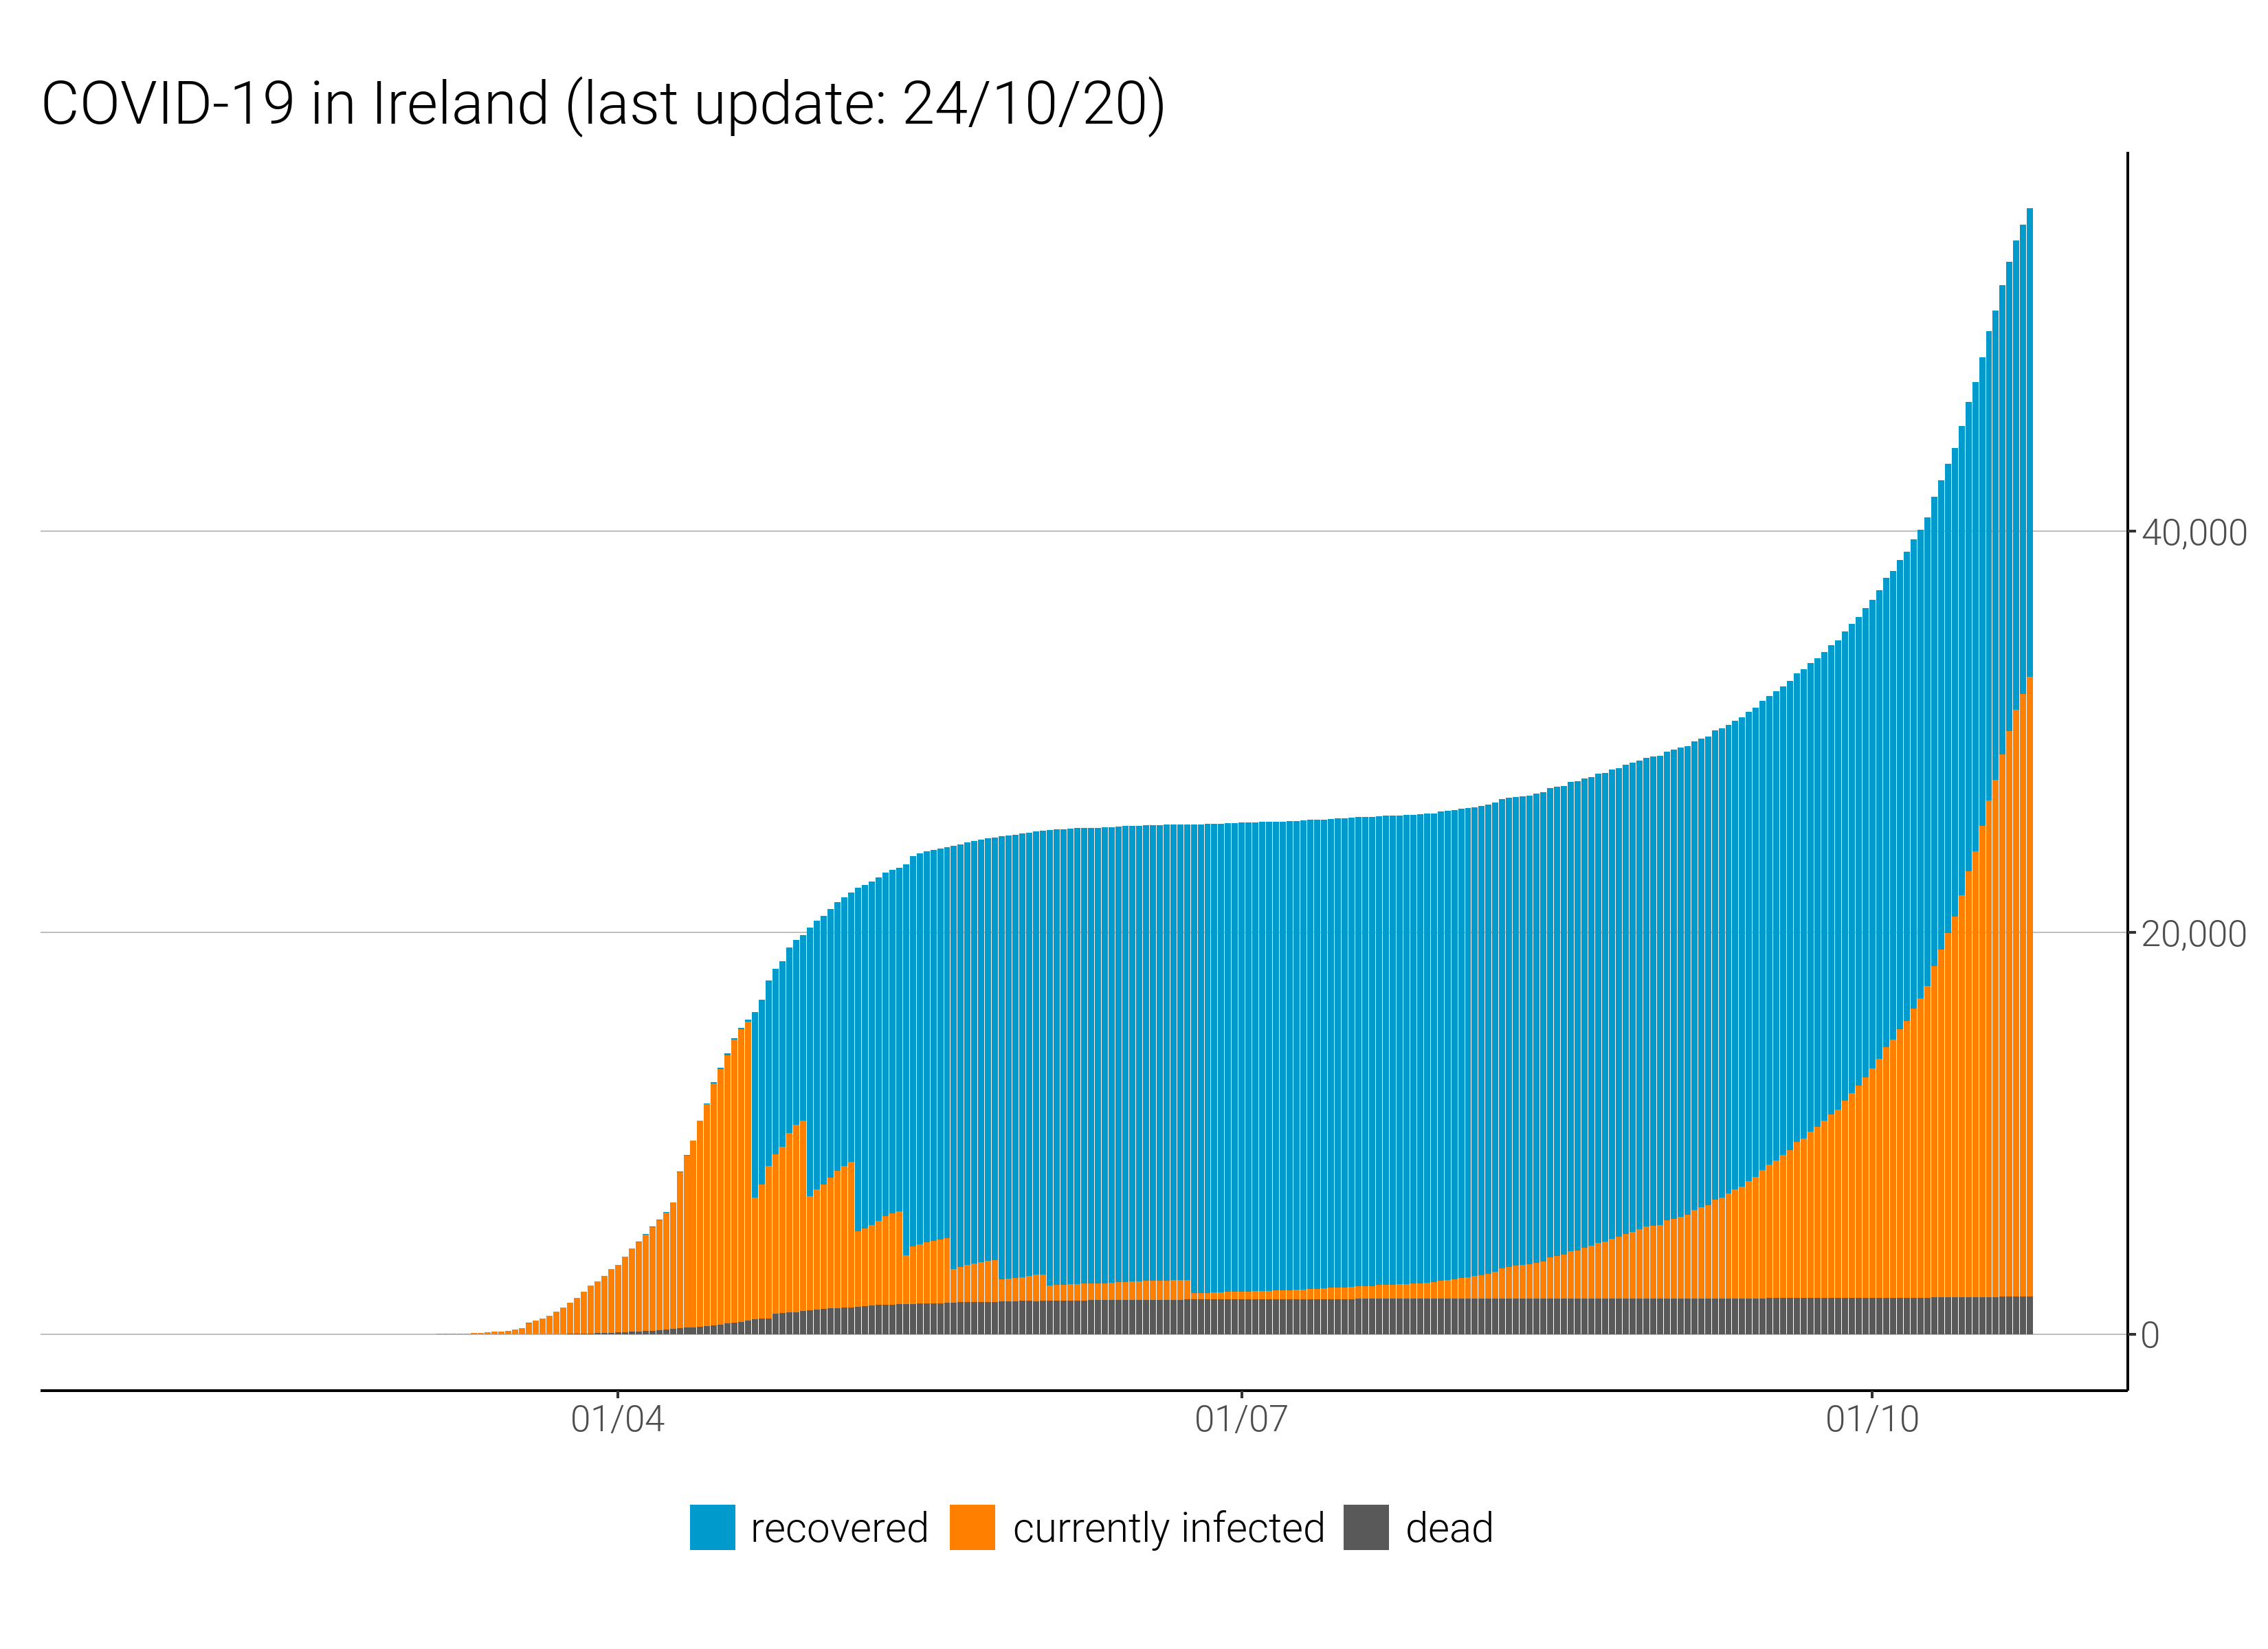 COVID-19 in Ireland (last update: 24/10/20)
40,000
20,000
0
01/04 01/07 01/10
recovered currently infected dead